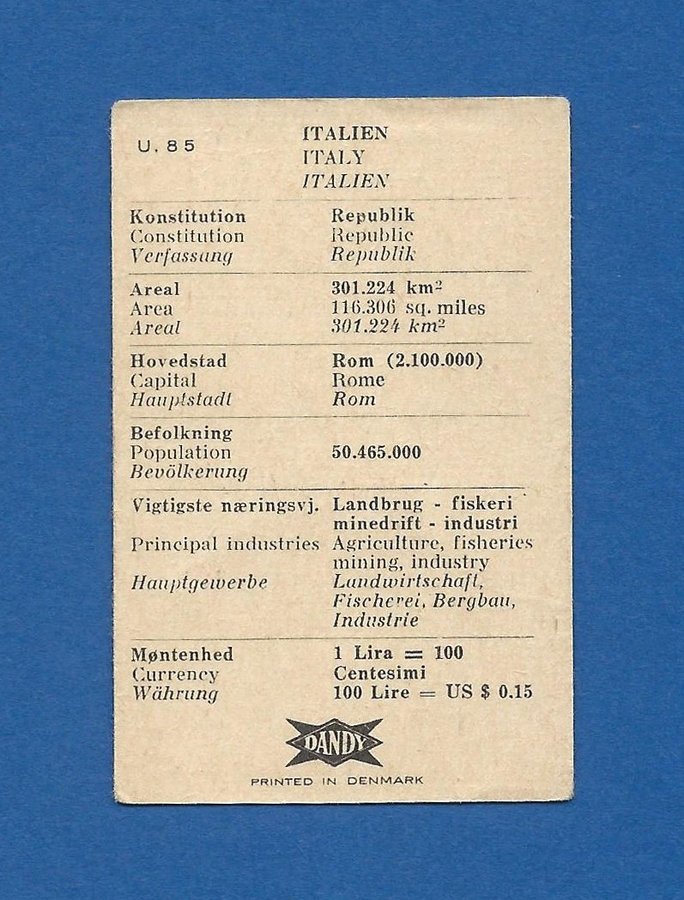 U. 85
ITALIEN
ITALY
ITALIEN
Konstitution Republik
Constitution Republic
Verfassung Republik
Areal 301.224 km²
Area 116.306 sq. miles
Areal 301.224 km²
Hovedstad Rom (2.100.000)
Capital Rome
Hauptstadt Rom
Befolkning
Population 50.465.000
Bevölkerung
Vigtigste næringsvj. Landbrug - fiskeri
minedrift - industri
Principal industries Agriculture, fisheries
mining, industry
Hauptgewerbe Landwirtschaft,
Fischerei, Bergbau,
Industrie
Møntenhed 1 Lira = 100
Currency Centesimi
Währung 100 Lire = US $ 0.15
DANDY
PRINTED IN DENMARK